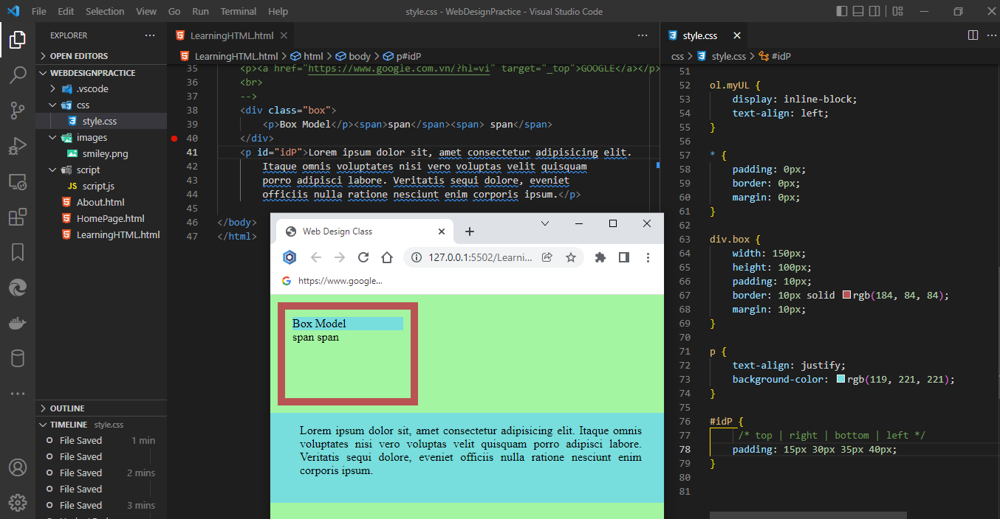 File Edit Selection View Go Run Terminal Help
style.css - WebDesignPractice - Visual Studio Code
EXPLORER
OPEN EDITORS
WEBDESIGNPRACTICE
.vscode
css
style.css
images
smiley.png
script
JS script.js
About.html
HomePage.html
LearningHTML.html
OUTLINE
TIMELINE style.css
File Saved 1 min
File Saved
File Saved 2 mins
File Saved
File Saved 3 mins
LearningHTML.html
LearningHTML.html > html > body > p#idP
35 <p><a href="https://www.google.com.vn/?hl=vi" target="_top">GOOGLE</a></p>
36 <br>
37 -->
38 <div class="box">
39 <p>Box Model</p><span>span</span><span> span</span>
40 </div>
41 <p id="idP">Lorem ipsum dolor sit, amet consectetur adipisicing elit.
42 Itaque omnis voluptates nisi vero voluptas velit quisquam
43 porro adipisci labore. Veritatis sequi dolore, eveniet
44 officiis nulla ratione nesciunt enim corporis ipsum.</p>
45
46 </body>
47 </html>
Web Design Class
127.0.0.1:5502/Learni...
https://www.google...
Box Model
span span
Lorem ipsum dolor sit, amet consectetur adipisicing elit. Itaque omnis
voluptates nisi vero voluptas velit quisquam porro adipisci labore.
Veritatis sequi dolore, eveniet officiis nulla ratione nesciunt enim
corporis ipsum.
style.css
css > style.css > #idP
51
52 ol.myUL {
53 display: inline-block;
54 text-align: left;
55 }
56
57 * {
58 padding: 0px;
59 border: 0px;
60 margin: 0px;
61 }
62
63 div.box {
64 width: 150px;
65 height: 100px;
66 padding: 10px;
67 border: 10px solid rgb(184, 84, 84);
68 margin: 10px;
69 }
70
71 p {
72 text-align: justify;
73 background-color: rgb(119, 221, 221);
74 }
75
76 #idP {
77 /* top | right | bottom | left */
78 padding: 15px 30px 35px 40px;
79 }
80
81